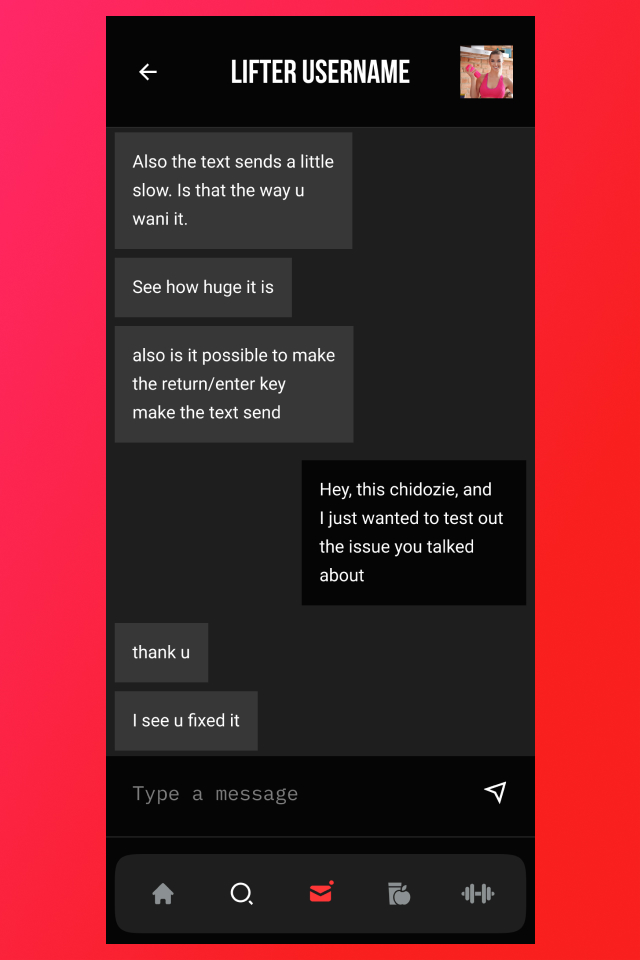 LIFTER USERNAME
Also the text sends a little
slow. Is that the way u
wani it.
See how huge it is
also is it possible to make
the return/enter key
make the text send
Hey, this chidozie, and
I just wanted to test out
the issue you talked
about
thank u
I see u fixed it
Type a message